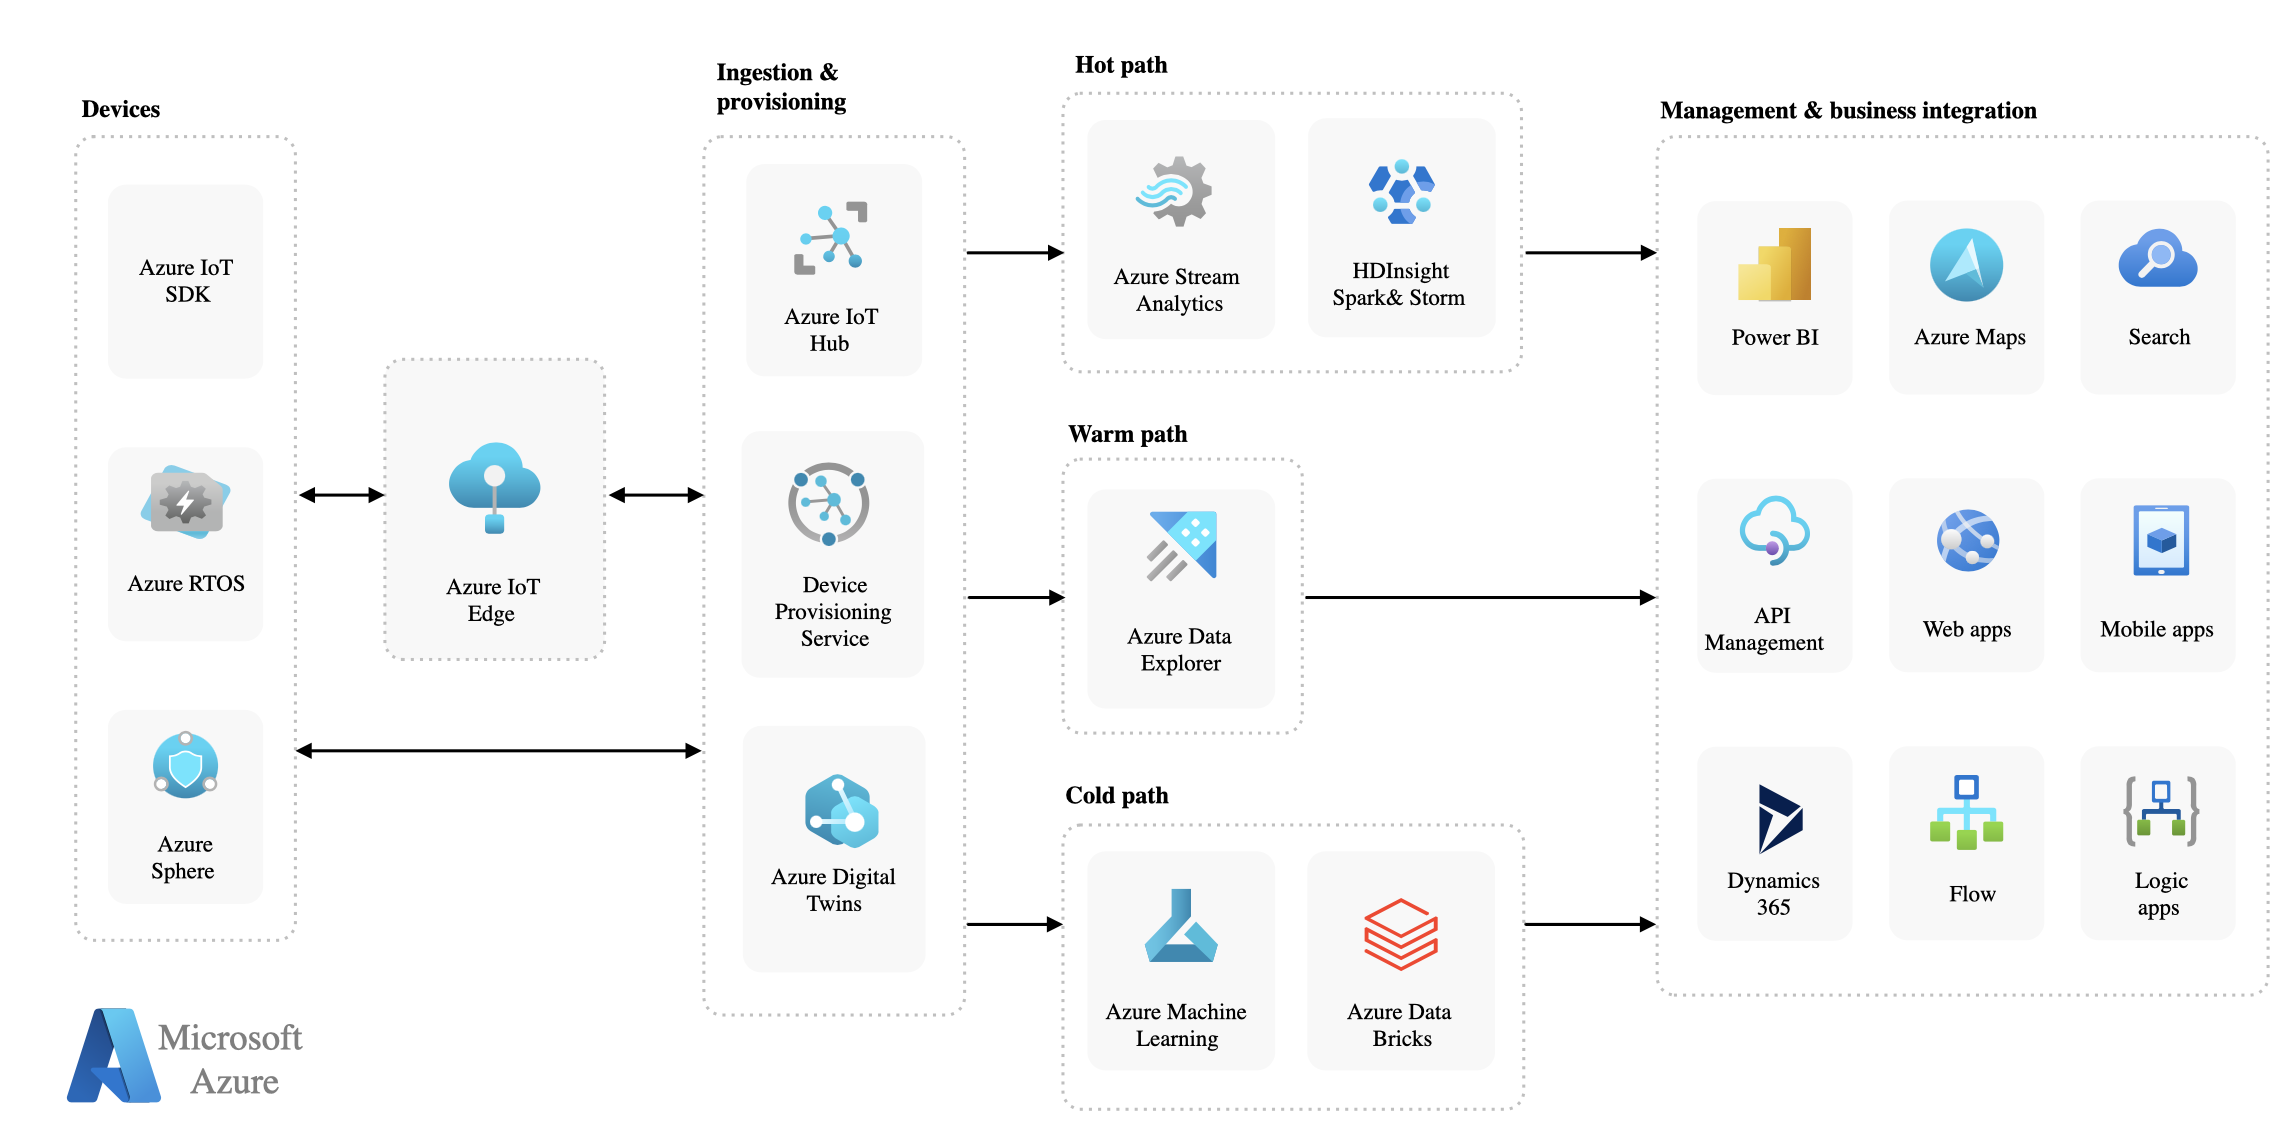 Devices
Azure IoT
SDK
Azure RTOS
Azure
Sphere
Azure IoT
Edge
Ingestion &
provisioning
Azure IoT
Hub
Device
Provisioning
Service
Azure Digital
Twins
Hot path
Azure Stream
Analytics
HDInsight
Spark& Storm
Warm path
Azure Data
Explorer
Cold path
Azure Machine
Learning
Azure Data
Bricks
Management & business integration
Power BI
Azure Maps
Search
API
Management
Web apps
Mobile apps
Dynamics
365
Flow
Logic
apps
Microsoft
Azure